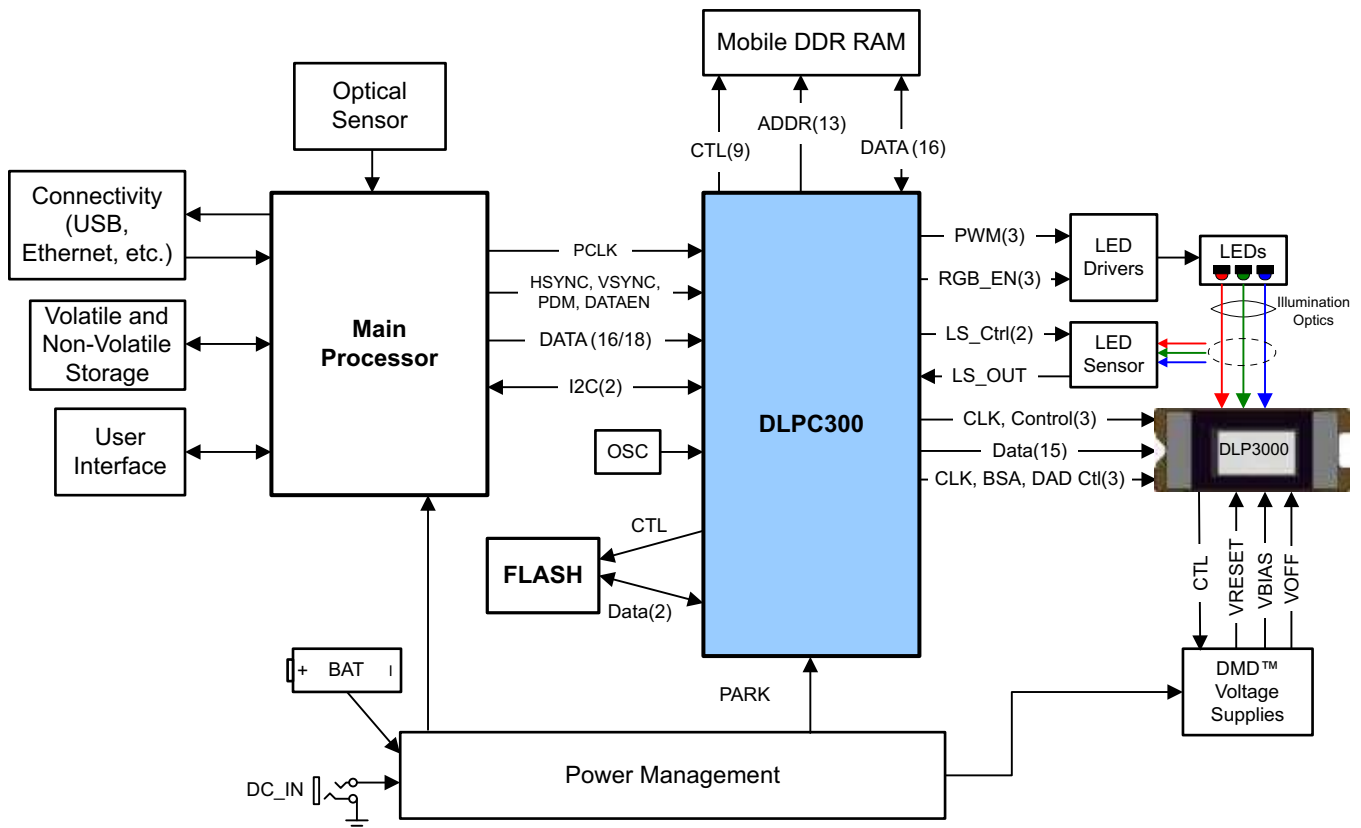 Mobile DDR RAM
Optical
Sensor
CTL(9)
ADDR(13)
DATA (16)
Connectivity
(USB,
Ethernet, etc.)
Volatile and
Non-Volatile
Storage
User
Interface
Main
Processor
PCLK
HSYNC, VSYNC,
PDM, DATAEN
DATA (16/18)
I2C(2)
OSC
CTL
FLASH
Data(2)
DLPC300
PWM(3)
RGB_EN(3)
LS_Ctrl(2)
LS_OUT
CLK, Control(3)
Data(15)
CLK, BSA, DAD Ctl(3)
LED
Drivers
LEDs
Illumination
Optics
LED
Sensor
DLP3000
CTL
VRESET
VBIAS
VOFF
DMD™
Voltage
Supplies
+ BAT I
PARK
DC_IN
Power Management